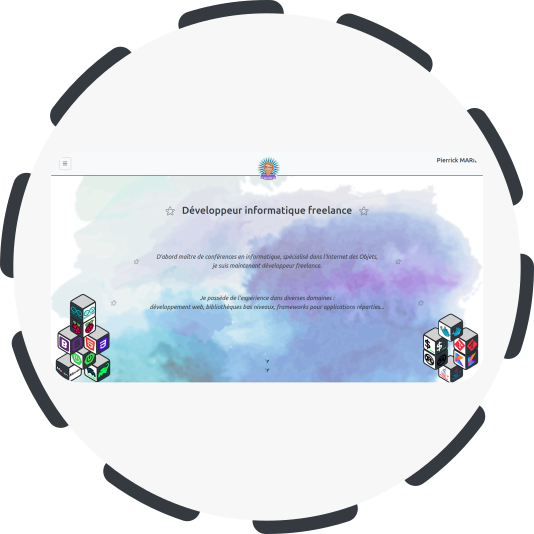 Pierrick
Développeur informatique freelance
D'abord maître de conférences en informatique, spécialisé dans l'Internet des Objets,
je suis maintenant développeur freelance.
Je possède de l'expérience dans diverses domaines :
développement web, bibliothèques bas niveaux, frameworks pour applications réparties...